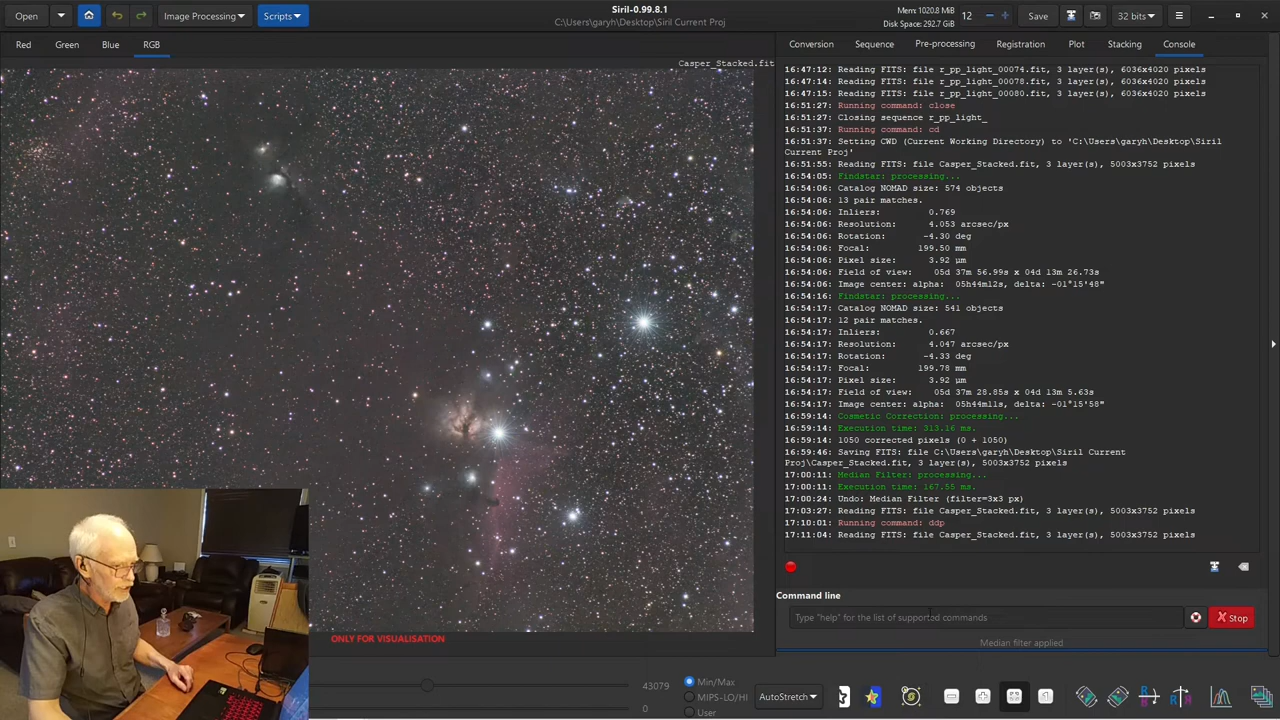 Open
Image Processing
Scripts
Siril-0.99.8.1
C:\Users\garyh\Desktop\Siril Current Proj
Mem: 1020.8 MiB
Disk Space: 292.7 GiB
12
Save
32 bits
Red
Green
Blue
RGB
Casper_Stacked.fit
Conversion
Sequence
Pre-processing
Registration
Plot
Stacking
Console
16:47:12: Reading FITS: file r_pp_light_00074.fit, 3 layer(s), 6036x4020 pixels
16:47:14: Reading FITS: file r_pp_light_00078.fit, 3 layer(s), 6036x4020 pixels
16:47:15: Reading FITS: file r_pp_light_00080.fit, 3 layer(s), 6036x4020 pixels
16:51:27: Running command: close
16:51:27: Closing sequence r_pp_light_
16:51:37: Running command: cd
16:51:37: Setting CWD (Current Working Directory) to 'C:\Users\garyh\Desktop\Siril
Current Proj'
16:51:55: Reading FITS: file Casper_Stacked.fit, 3 layer(s), 5003x3752 pixels
16:54:05: Findstar: processing...
16:54:06: Catalog NOMAD size: 574 objects
16:54:06: 13 pair matches.
16:54:06: Inliers: 0.769
16:54:06: Resolution: 4.053 arcsec/px
16:54:06: Rotation: -4.30 deg
16:54:06: Focal: 199.50 mm
16:54:06: Pixel size: 3.92 µm
16:54:06: Field of view: 05d 37m 56.99s x 04d 13m 26.73s
16:54:06: Image center: alpha: 05h44m12s, delta: -01°15'48"
16:54:16: Findstar: processing...
16:54:17: Catalog NOMAD size: 541 objects
16:54:17: 12 pair matches.
16:54:17: Inliers: 0.667
16:54:17: Resolution: 4.047 arcsec/px
16:54:17: Rotation: -4.33 deg
16:54:17: Focal: 199.78 mm
16:54:17: Pixel size: 3.92 µm
16:54:17: Field of view: 05d 37m 28.85s x 04d 13m 5.63s
16:54:17: Image center: alpha: 05h44m11s, delta: -01°15'58"
16:59:14: Cosmetic Correction: processing...
16:59:14: Execution time: 313.16 ms.
16:59:14: 1050 corrected pixels (0 + 1050)
16:59:46: Saving FITS: file C:\Users\garyh\Desktop\Siril Current
Proj\Casper_Stacked.fit, 3 layer(s), 5003x3752 pixels
17:00:11: Median Filter: processing...
17:00:11: Execution time: 167.55 ms.
17:00:24: Undo: Median Filter (filter=3x3 px)
17:03:27: Reading FITS: file Casper_Stacked.fit, 3 layer(s), 5003x3752 pixels
17:10:01: Running command: ddp
17:11:04: Reading FITS: file Casper_Stacked.fit, 3 layer(s), 5003x3752 pixels
Command line
Type "help" for the list of supported commands
Stop
Median filter applied
ONLY FOR VISUALISATION
43079
0
Min/Max
MIPS-LO/HI
User
AutoStretch